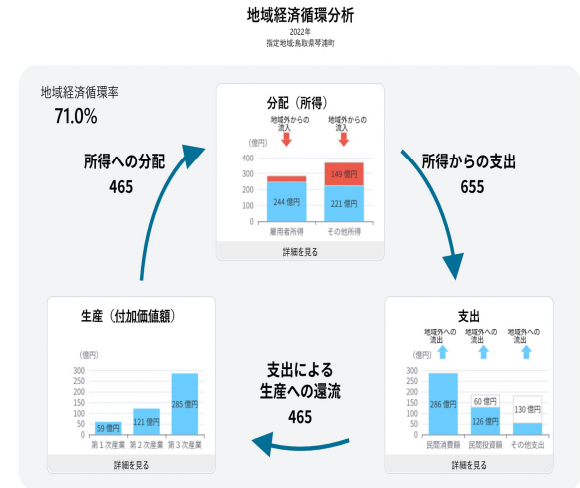 地域経済循環分析
2022年
指定地域:鳥取県琴浦町
地域経済循環率
71.0%
所得への分配
465
分配（所得）
地域外からの
流入
地域外からの
流入
（億円）
400
300
200
100
0
149 億円
244 億円
221 億円
雇用者所得
その他所得
詳細を見る
所得からの支出
655
生産（付加価値額）
（億円）
300
250
200
150
100
50
0
59 億円
121 億円
285 億円
第１次産業
第２次産業
第３次産業
詳細を見る
支出による
生産への還流
465
支出
地域外への
流出
地域外への
流出
地域外への
流出
（億円）
350
300
250
200
150
100
50
0
286 億円
60 億円
126 億円
130 億円
民間消費額
民間投資額
その他支出
詳細を見る